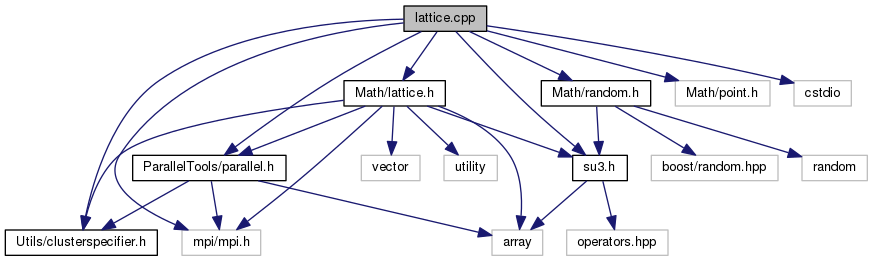 lattice.cpp
Math/lattice.h
Math/random.h
Math/point.h
cstdio
ParallelTools/parallel.h
vector
utility
su3.h
boost/random.hpp
random
Utils/clusterspecifier.h
mpi/mpi.h
array
operators.hpp